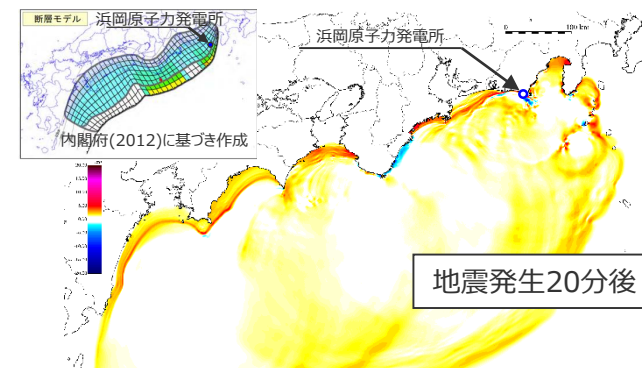 断層モデル
浜岡原子力発電所
内閣府(2012)に基づき作成
浜岡原子力発電所
0 100 km
地震発生20分後